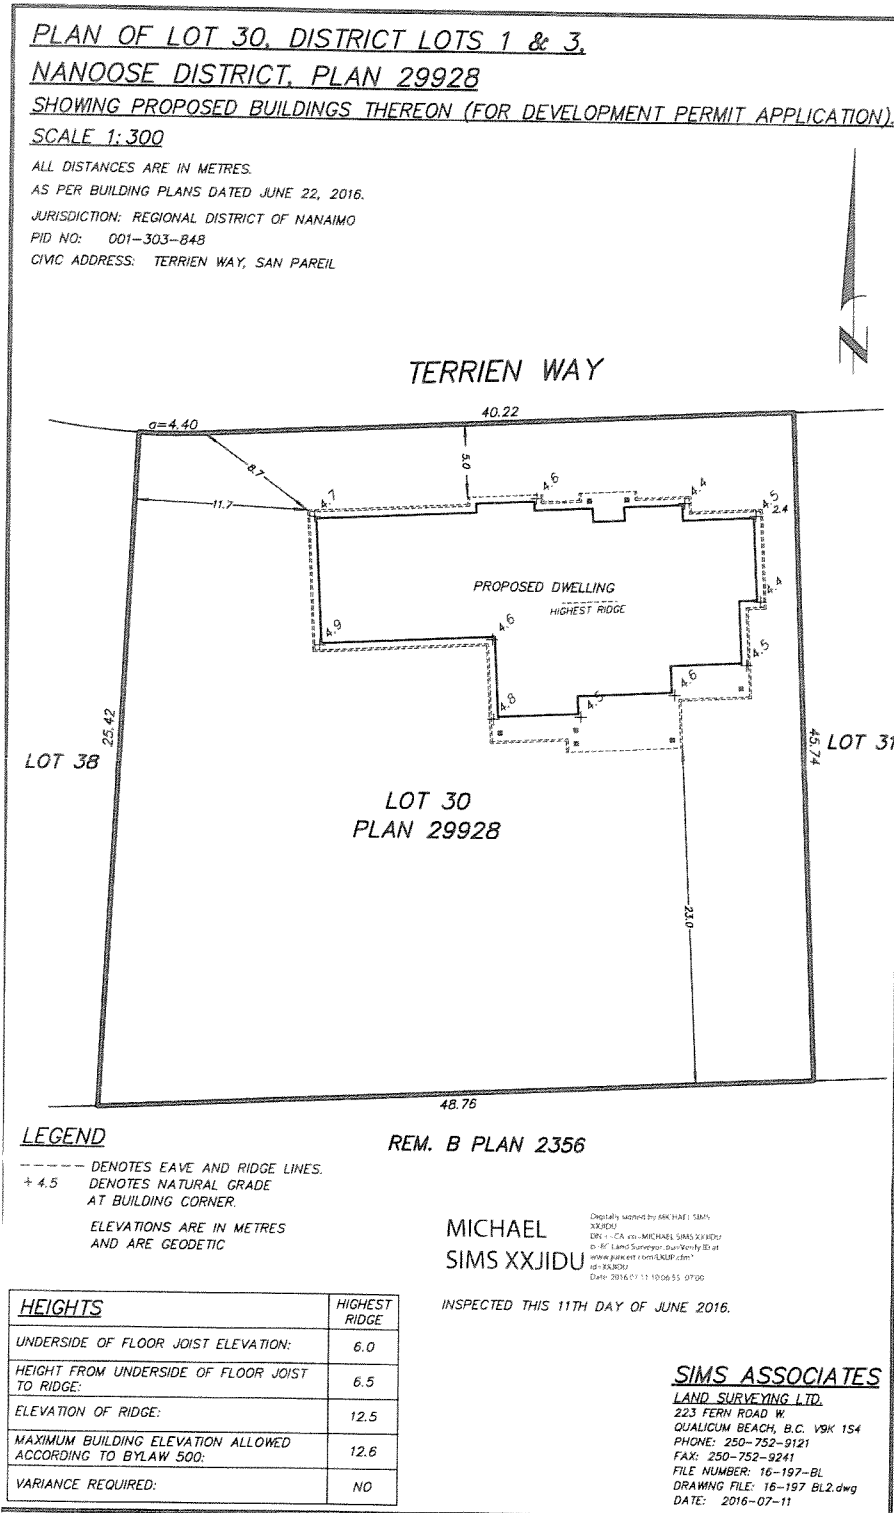 PLAN OF LOT 30, DISTRICT LOTS 1 & 3,
NANOOSE DISTRICT, PLAN 29928
SHOWING PROPOSED BUILDINGS THEREON (FOR DEVELOPMENT PERMIT APPLICATION).
SCALE 1:300
ALL DISTANCES ARE IN METRES.
AS PER BUILDING PLANS DATED JUNE 22, 2016.
JURISDICTION: REGIONAL DISTRICT OF NANAIMO
PID NO: 001-303-848
CIVIC ADDRESS: TERRIEN WAY, SAN PAREIL
N
TERRIEN WAY
40.22
a=4.40
8.7
5.0
11.7
4.7
4.6
4.4
4.5
2.4
PROPOSED DWELLING
HIGHEST RIDGE
4.4
4.9
4.6
4.5
4.6
4.8
4.5
25.42
LOT 38
45.74
LOT 31
LOT 30
PLAN 29928
23.0
48.76
LEGEND
REM. B PLAN 2356
------ DENOTES EAVE AND RIDGE LINES.
+ 4.5 DENOTES NATURAL GRADE
AT BUILDING CORNER.
ELEVATIONS ARE IN METRES
AND ARE GEODETIC
MICHAEL
SIMS XXJIDU
Digitally signed by MICHAEL SIMS
XXJIDU
INSPECTED THIS 11TH DAY OF JUNE 2016.
HEIGHTS
HIGHEST
RIDGE
UNDERSIDE OF FLOOR JOIST ELEVATION:
6.0
HEIGHT FROM UNDERSIDE OF FLOOR JOIST
TO RIDGE:
6.5
ELEVATION OF RIDGE:
12.5
MAXIMUM BUILDING ELEVATION ALLOWED
ACCORDING TO BYLAW 500:
12.6
VARIANCE REQUIRED:
NO
SIMS ASSOCIATES
LAND SURVEYING LTD.
223 FERN ROAD W.
QUALICUM BEACH, B.C. V9K 1S4
PHONE: 250-752-9121
FAX: 250-752-9241
FILE NUMBER: 16-197-BL
DRAWING FILE: 16-197 BL2.dwg
DATE: 2016-07-11